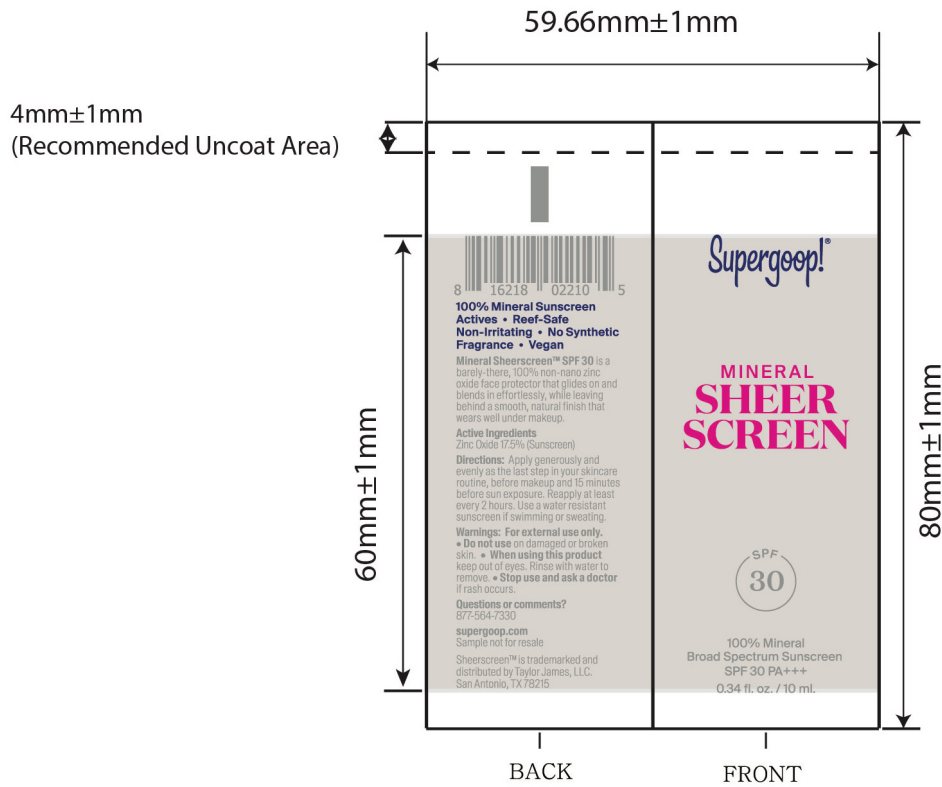 59.66mm±1mm
4mm±1mm
(Recommended Uncoat Area)
60mm±1mm
80mm±1mm
8 16218 02210 5
100% Mineral Sunscreen
Actives • Reef-Safe
Non-Irritating • No Synthetic
Fragrance • Vegan
Mineral Sheerscreen™ SPF 30 is a
barely-there, 100% non-nano zinc
oxide face protector that glides on and
blends in effortlessly, while leaving
behind a smooth, natural finish that
wears well under makeup.
Active Ingredients
Zinc Oxide 17.5% (Sunscreen)
Directions: Apply generously and
evenly as the last step in your skincare
routine, before makeup and 15 minutes
before sun exposure. Reapply at least
every 2 hours. Use a water resistant
sunscreen if swimming or sweating.
Warnings: For external use only.
• Do not use on damaged or broken
skin. • When using this product
keep out of eyes. Rinse with water to
remove. • Stop use and ask a doctor
if rash occurs.
Questions or comments?
877-564-7330
supergoop.com
Sample not for resale
Sheerscreen™ is trademarked and
distributed by Taylor James, LLC.
San Antonio, TX 78215
Supergoop!®
MINERAL
SHEER
SCREEN
SPF
30
100% Mineral
Broad Spectrum Sunscreen
SPF 30 PA+++
0.34 fl. oz. / 10 ml.
BACK
FRONT